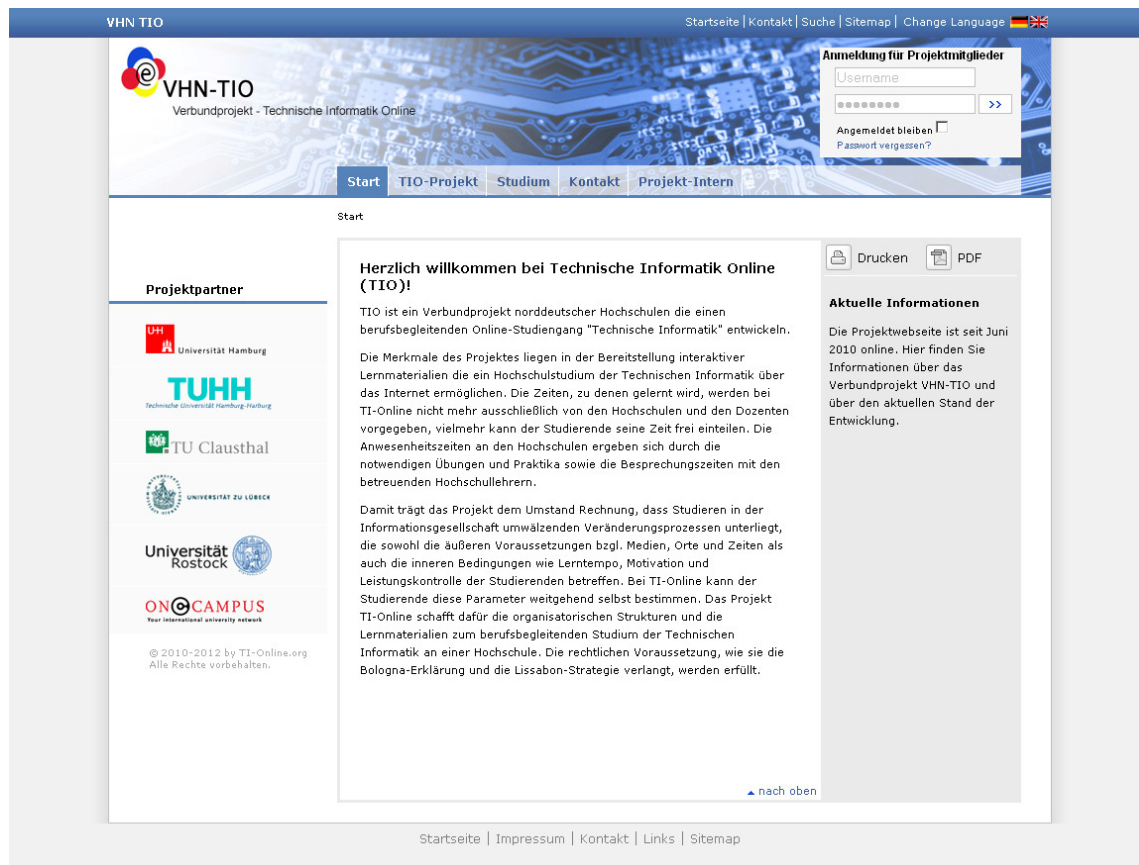 VHN TIO
Startseite | Kontakt | Suche | Sitemap | Change Language
VHN-TIO
Verbundprojekt - Technische Informatik Online
Anmeldung für Projektmitglieder
Username
>>
Angemeldet bleiben
Passwort vergessen?
Start TIO-Projekt Studium Kontakt Projekt-Intern
Start
Projektpartner
UHH
Universität Hamburg
TUHH
Technische Universität Hamburg-Harburg
TU Clausthal
UNIVERSITÄT ZU LÜBECK
Universität
Rostock
ONCAMPUS
Your international university network
© 2010-2012 by TI-Online.org
Alle Rechte vorbehalten.
Herzlich willkommen bei Technische Informatik Online
(TIO)!
TIO ist ein Verbundprojekt norddeutscher Hochschulen die einen
berufsbegleitenden Online-Studiengang "Technische Informatik" entwickeln.
Die Merkmale des Projektes liegen in der Bereitstellung interaktiver
Lernmaterialien die ein Hochschulstudium der Technischen Informatik über
das Internet ermöglichen. Die Zeiten, zu denen gelernt wird, werden bei
TI-Online nicht mehr ausschließlich von den Hochschulen und den Dozenten
vorgegeben, vielmehr kann der Studierende seine Zeit frei einteilen. Die
Anwesenheitszeiten an den Hochschulen ergeben sich durch die
notwendigen Übungen und Praktika sowie die Besprechungszeiten mit den
betreuenden Hochschullehrern.
Damit trägt das Projekt dem Umstand Rechnung, dass Studieren in der
Informationsgesellschaft umwälzenden Veränderungsprozessen unterliegt,
die sowohl die äußeren Voraussetzungen bzgl. Medien, Orte und Zeiten als
auch die inneren Bedingungen wie Lerntempo, Motivation und
Leistungskontrolle der Studierenden betreffen. Bei TI-Online kann der
Studierende diese Parameter weitgehend selbst bestimmen. Das Projekt
TI-Online schafft dafür die organisatorischen Strukturen und die
Lernmaterialien zum berufsbegleitenden Studium der Technischen
Informatik an einer Hochschule. Die rechtlichen Voraussetzung, wie sie die
Bologna-Erklärung und die Lissabon-Strategie verlangt, werden erfüllt.
nach oben
Drucken PDF
Aktuelle Informationen
Die Projektwebseite ist seit Juni
2010 online. Hier finden Sie
Informationen über das
Verbundprojekt VHN-TIO und
über den aktuellen Stand der
Entwicklung.
Startseite | Impressum | Kontakt | Links | Sitemap